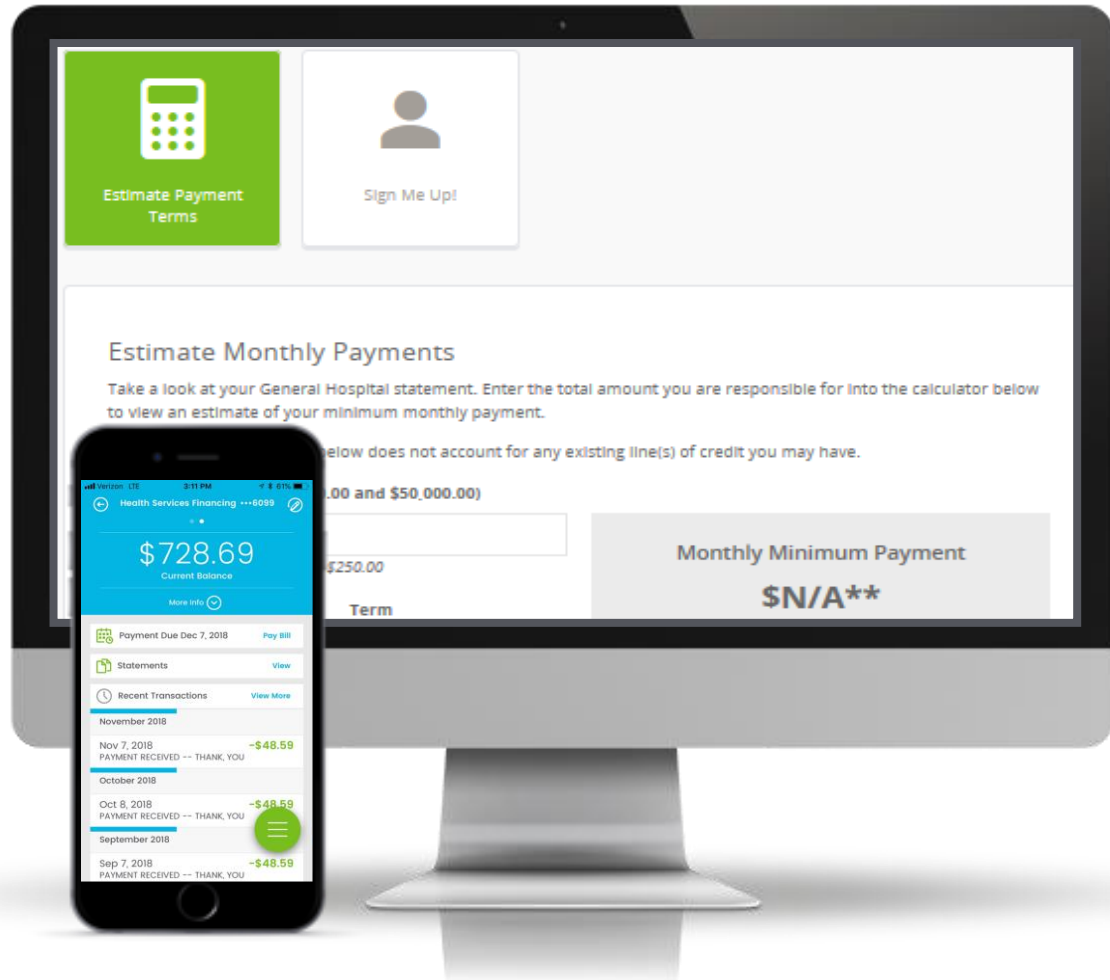 Estimate Payment
Terms
Sign Me Up!
Estimate Monthly Payments
Take a look at your General Hospital statement. Enter the total amount you are responsible for into the calculator below
to view an estimate of your minimum monthly payment.
below does not account for any existing line(s) of credit you may have.
.00 and $50,000.00)
$250.00
Term
Monthly Minimum Payment
$N/A**
Verizon LTE 3:11 PM 61%
Health Services Financing •••6099
$728.69
Current Balance
More Info
Payment Due Dec 7, 2018 Pay Bill
Statements View
Recent Transactions View More
November 2018
Nov 7, 2018 -$48.59
PAYMENT RECEIVED -- THANK, YOU
October 2018
Oct 8, 2018 -$48.59
PAYMENT RECEIVED -- THANK, YOU
September 2018
Sep 7, 2018 -$48.59
PAYMENT RECEIVED -- THANK, YOU